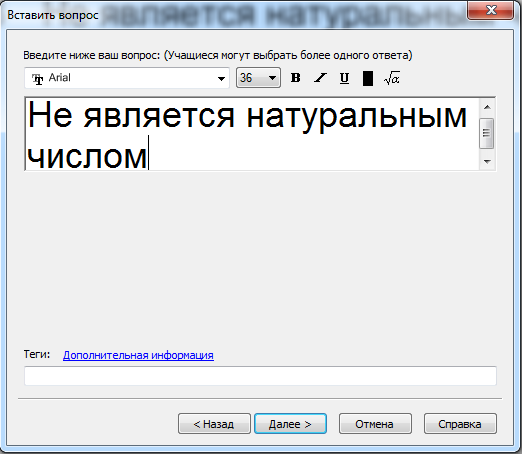 Вставить вопрос
Введите ниже ваш вопрос: (Учащиеся могут выбрать более одного ответа)
Arial 36 B I U √α
Не является натуральным
числом
Теги: Дополнительная информация
< Назад Далее > Отмена Справка